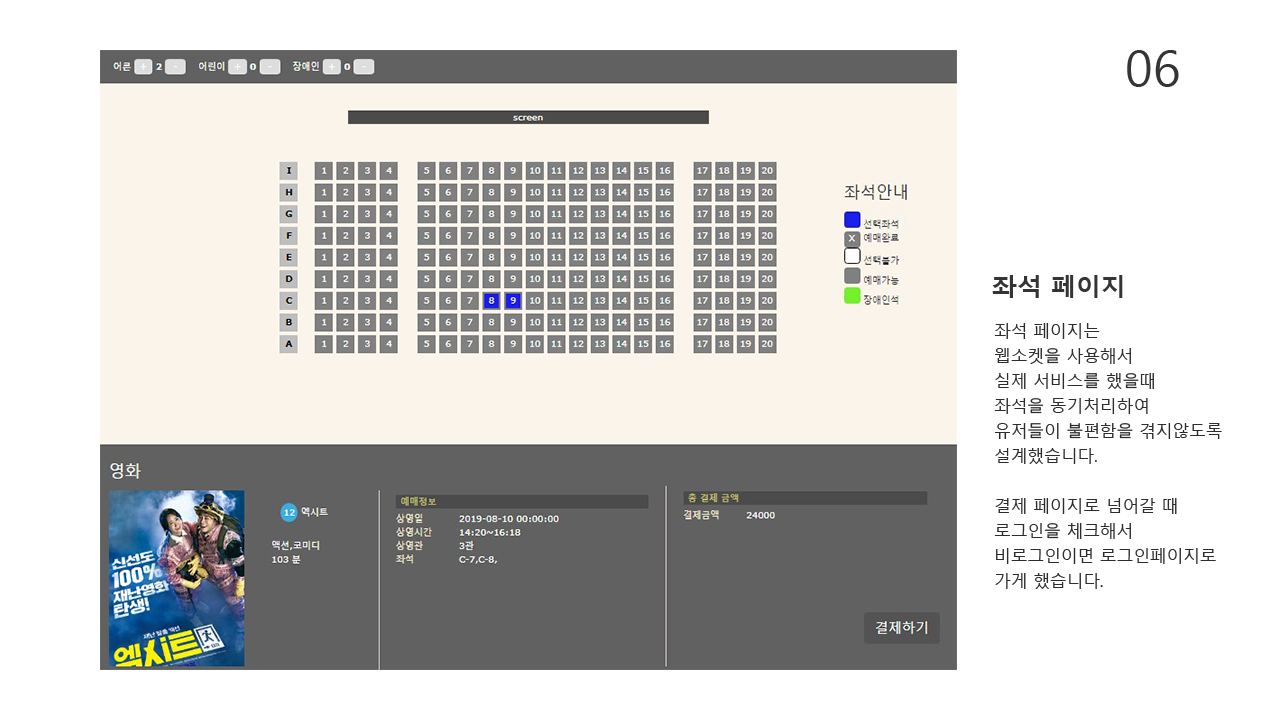 어른 + 2 - 어린이 + 0 - 장애인 + 0 -
06
screen
I 1 2 3 4 5 6 7 8 9 10 11 12 13 14 15 16 17 18 19 20
H 1 2 3 4 5 6 7 8 9 10 11 12 13 14 15 16 17 18 19 20
G 1 2 3 4 5 6 7 8 9 10 11 12 13 14 15 16 17 18 19 20
F 1 2 3 4 5 6 7 8 9 10 11 12 13 14 15 16 17 18 19 20
E 1 2 3 4 5 6 7 8 9 10 11 12 13 14 15 16 17 18 19 20
D 1 2 3 4 5 6 7 8 9 10 11 12 13 14 15 16 17 18 19 20
C 1 2 3 4 5 6 7 8 9 10 11 12 13 14 15 16 17 18 19 20
B 1 2 3 4 5 6 7 8 9 10 11 12 13 14 15 16 17 18 19 20
A 1 2 3 4 5 6 7 8 9 10 11 12 13 14 15 16 17 18 19 20
좌석안내
선택좌석
X 예매완료
선택불가
예매가능
장애인석
좌석 페이지
좌석 페이지는
웹소켓을 사용해서
실제 서비스를 했을때
좌석을 동기처리하여
유저들이 불편함을 겪지않도록
설계했습니다.
결제 페이지로 넘어갈 때
로그인을 체크해서
비로그인이면 로그인페이지로
가게 했습니다.
영화
신선도
100%
재난영화
탄생!
재난 탈출 액션
엑시트
12 엑시트
액션,코미디
103 분
예매정보
상영일 2019-08-10 00:00:00
상영시간 14:20~16:18
상영관 3관
좌석 C-7,C-8,
총 결제 금액
결제금액 24000
결제하기